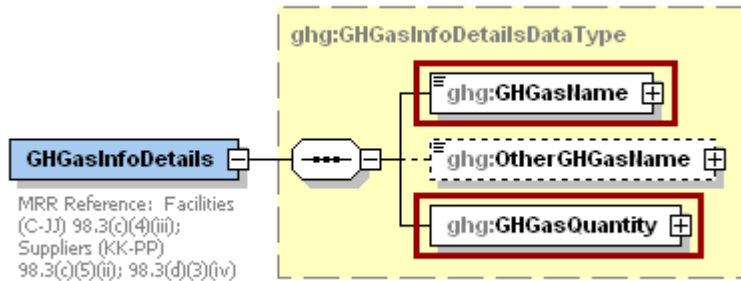 ghg:GHGasInfoDetailsDataType
ghg:GHGasName
GHGasInfoDetails
ghg:OtherGHGasName
MRR Reference: Facilities
(C-JJ) 98.3(c)(4)(iii);
Suppliers (KK-PP)
98.3(c)(5)(ii); 98.3(d)(3)(iv)
ghg:GHGasQuantity